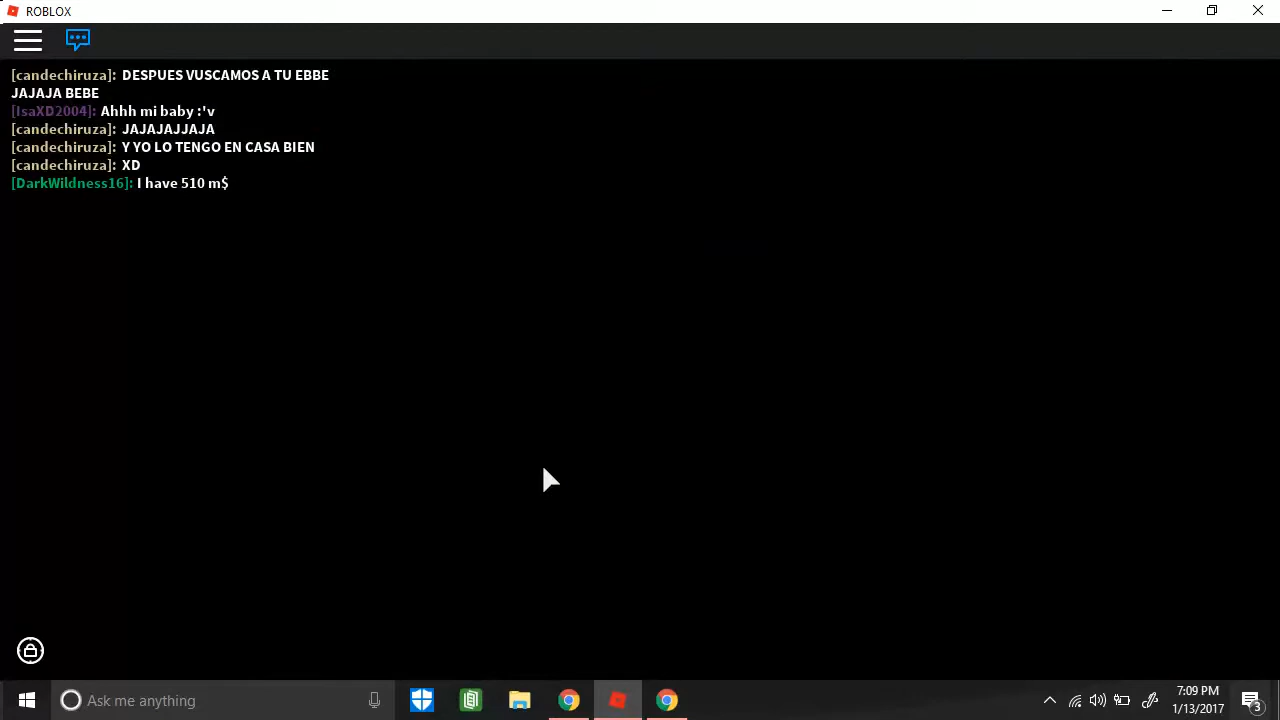 ROBLOX
[candechiruza]: DESPUES VUSCAMOS A TU EBBE
JAJAJA BEBE
[IsaXD2004]: Ahhh mi baby :'v
[candechiruza]: JAJAJAJJAJA
[candechiruza]: Y YO LO TENGO EN CASA BIEN
[candechiruza]: XD
[DarkWildness16]: I have 510 m$
Ask me anything
7:09 PM
1/13/2017
3